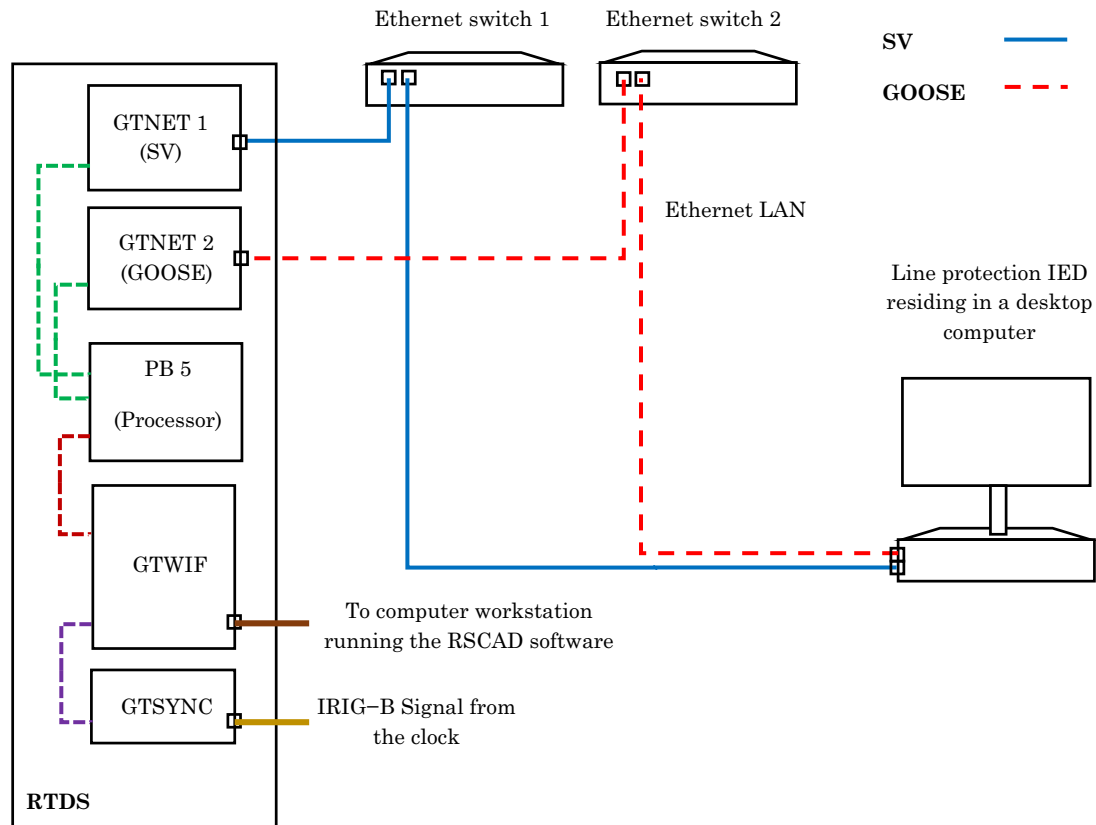 Ethernet switch 1
Ethernet switch 2
SV
GOOSE
GTNET 1
(SV)
GTNET 2
(GOOSE)
Ethernet LAN
Line protection IED
residing in a desktop
computer
PB 5
(Processor)
GTWIF
To computer workstation
running the RSCAD software
GTSYNC
IRIG−B Signal from
the clock
RTDS